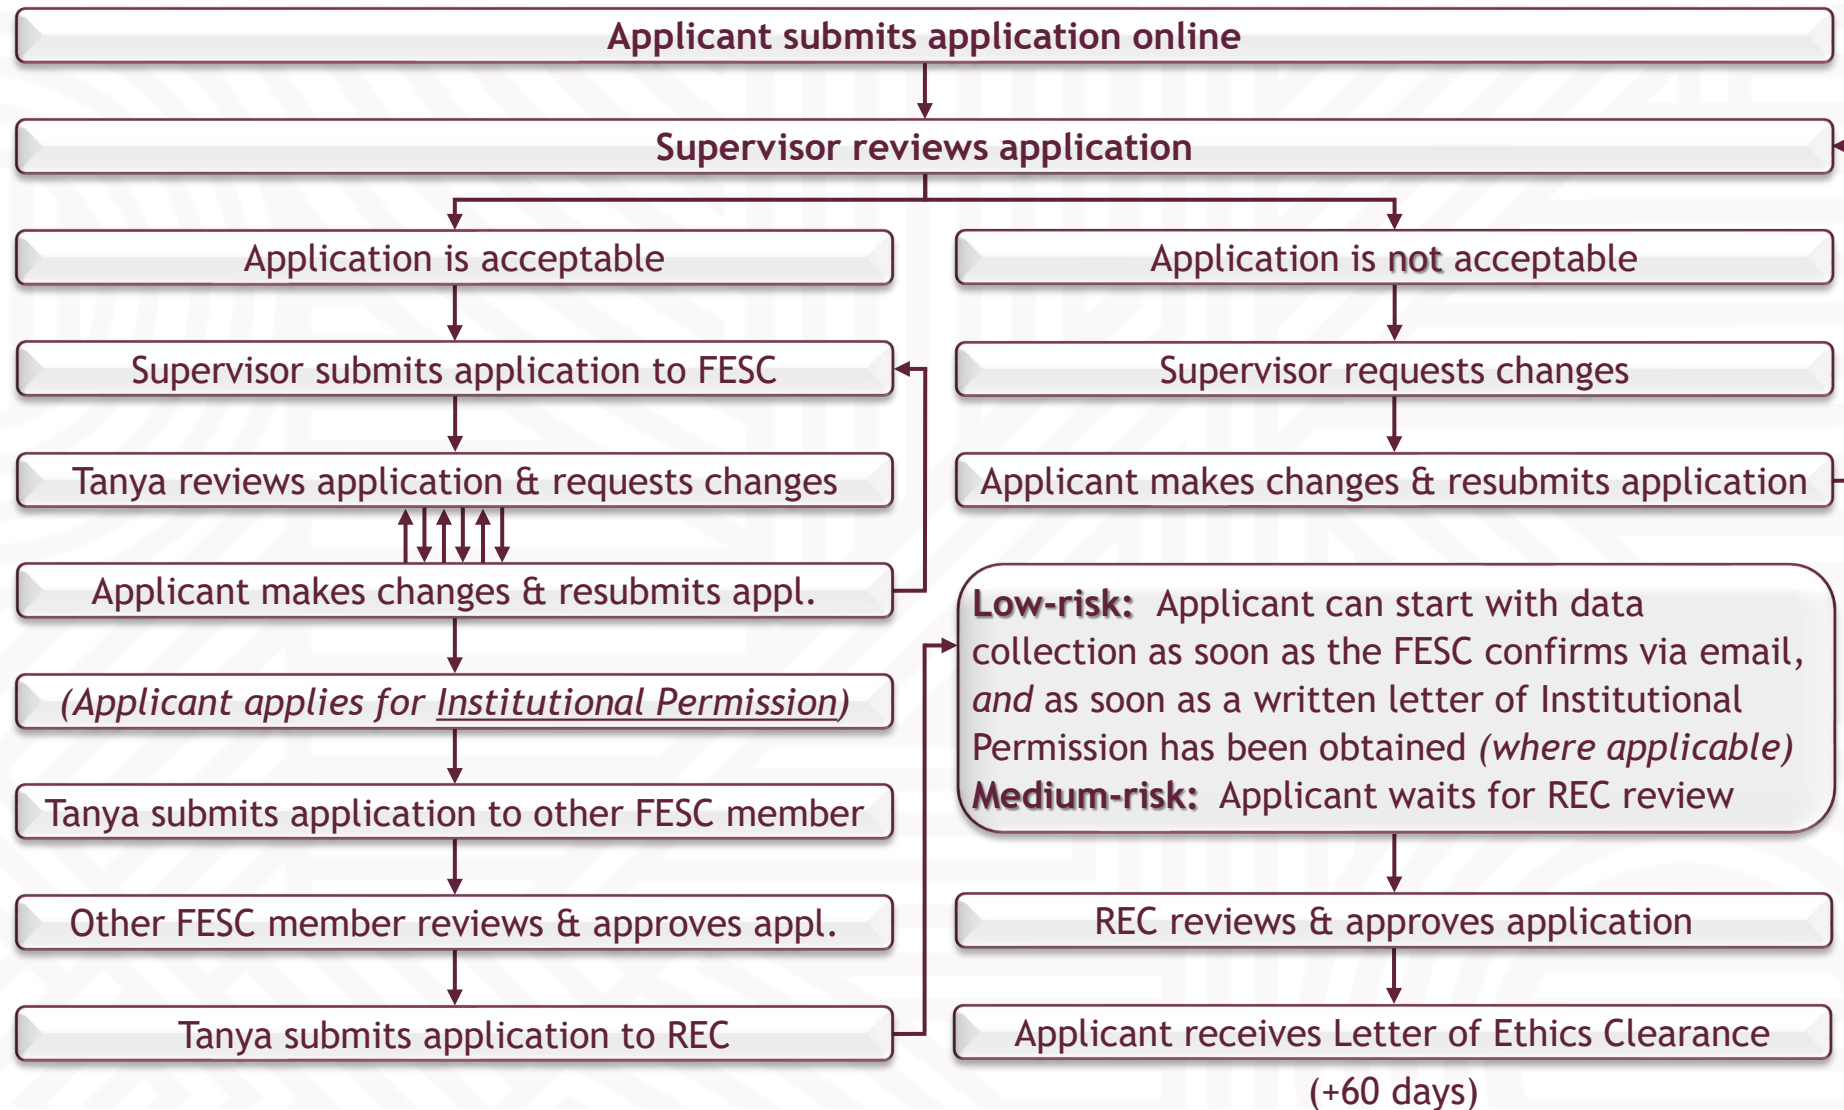 Applicant submits application online
Supervisor reviews application
Application is acceptable
Supervisor submits application to FESC
Tanya reviews application & requests changes
Applicant makes changes & resubmits appl.
(Applicant applies for Institutional Permission)
Tanya submits application to other FESC member
Other FESC member reviews & approves appl.
Tanya submits application to REC
Application is not acceptable
Supervisor requests changes
Applicant makes changes & resubmits application
Low-risk: Applicant can start with data
collection as soon as the FESC confirms via email,
and as soon as a written letter of Institutional
Permission has been obtained (where applicable)
Medium-risk: Applicant waits for REC review
REC reviews & approves application
Applicant receives Letter of Ethics Clearance
(+60 days)